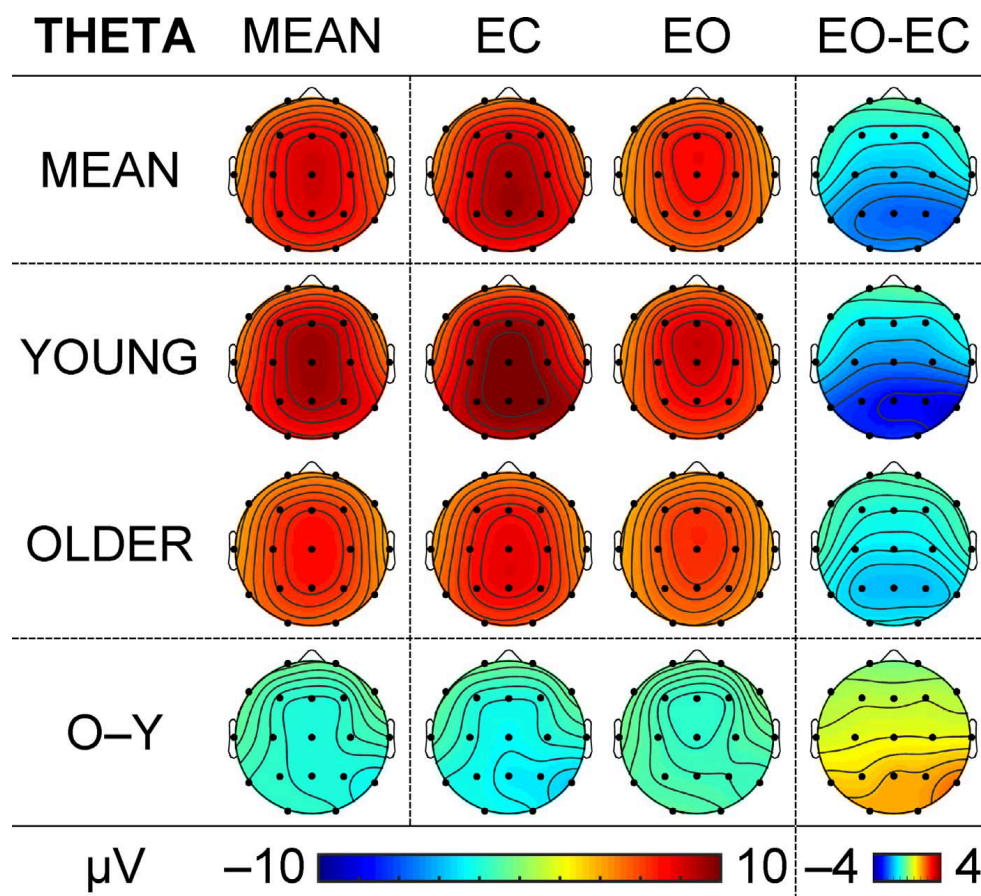 THETA MEAN EC EO EO-EC
MEAN
YOUNG
OLDER
O–Y
μV –10 10 –4 4